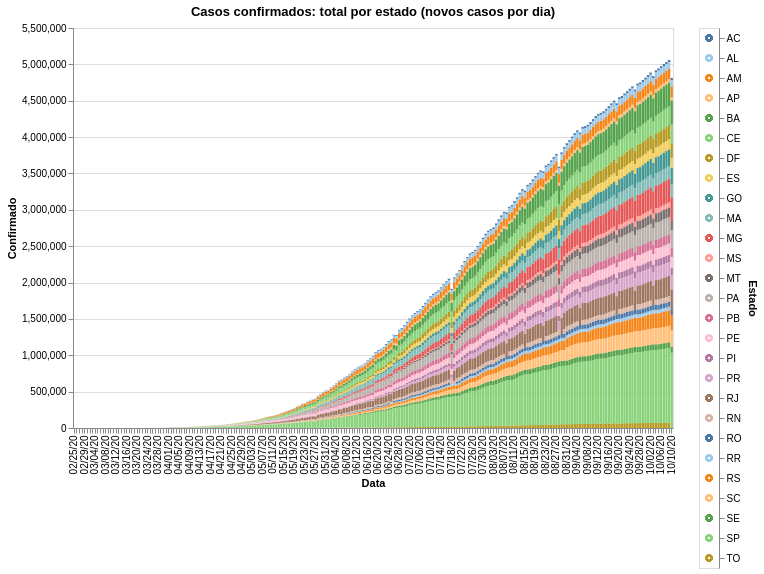 Casos confirmados: total por estado (novos casos por dia)
Confirmado
5,500,000
5,000,000
4,500,000
4,000,000
3,500,000
3,000,000
2,500,000
2,000,000
1,500,000
1,000,000
500,000
0
02/25/20
02/29/20
03/04/20
03/08/20
03/12/20
03/16/20
03/20/20
03/24/20
03/28/20
04/01/20
04/05/20
04/09/20
04/13/20
04/17/20
04/21/20
04/25/20
04/29/20
05/03/20
05/07/20
05/11/20
05/15/20
05/19/20
05/23/20
05/27/20
05/31/20
06/04/20
06/08/20
06/12/20
06/16/20
06/20/20
06/24/20
06/28/20
07/02/20
07/06/20
07/10/20
07/14/20
07/18/20
07/22/20
07/26/20
07/30/20
08/03/20
08/07/20
08/11/20
08/15/20
08/19/20
08/23/20
08/27/20
08/31/20
09/04/20
09/08/20
09/12/20
09/16/20
09/20/20
09/24/20
09/28/20
10/02/20
10/06/20
10/10/20
Data
AC
AL
AM
AP
BA
CE
DF
ES
GO
MA
MG
MS
MT
PA
PB
PE
PI
PR
RJ
RN
RO
RR
RS
SC
SE
SP
TO
Estado